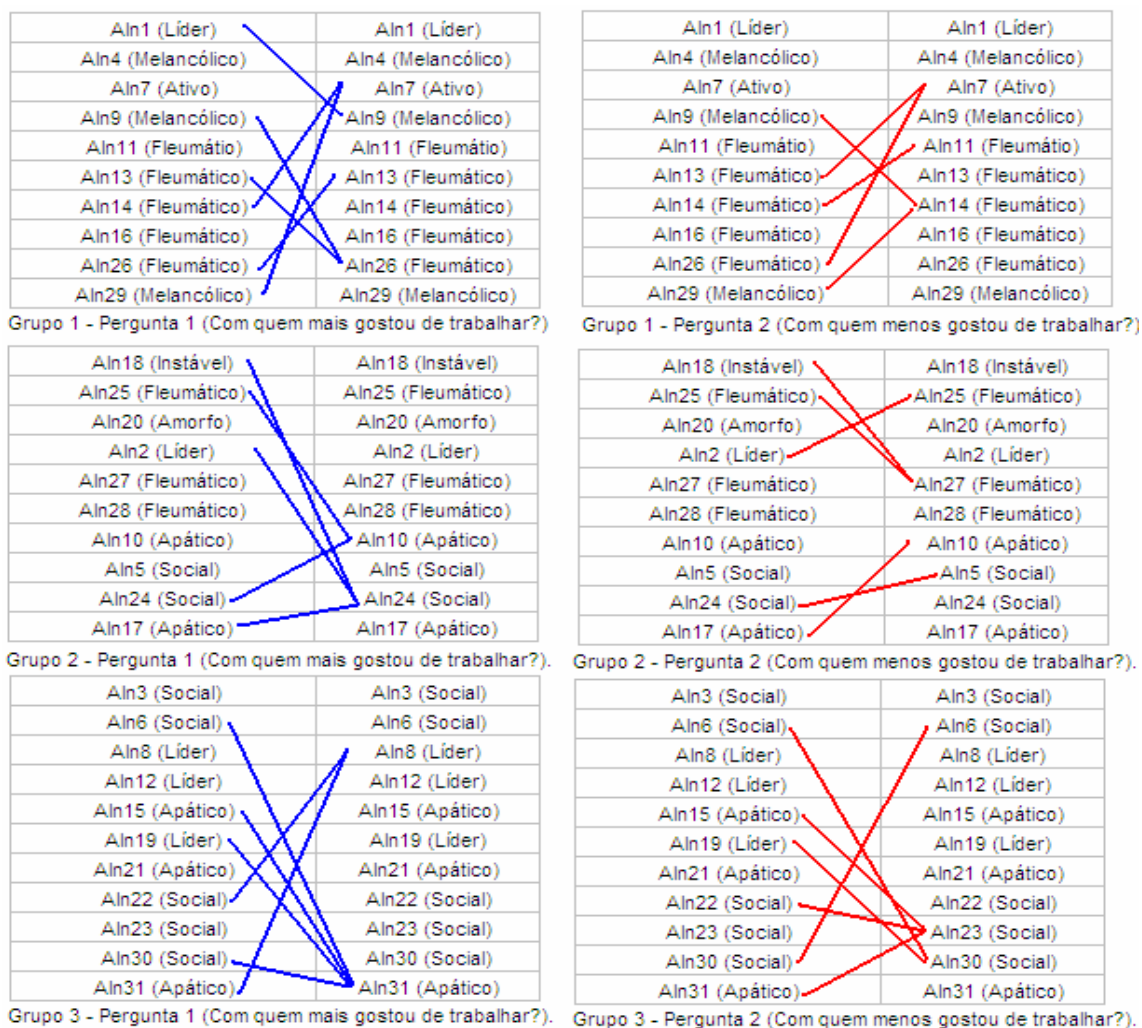 Aln1 (Líder) Aln1 (Líder)
Aln4 (Melancólico) Aln4 (Melancólico)
Aln7 (Ativo) Aln7 (Ativo)
Aln9 (Melancólico) Aln9 (Melancólico)
Aln11 (Fleumátio) Aln11 (Fleumátio)
Aln13 (Fleumático) Aln13 (Fleumático)
Aln14 (Fleumático) Aln14 (Fleumático)
Aln16 (Fleumático) Aln16 (Fleumático)
Aln26 (Fleumático) Aln26 (Fleumático)
Aln29 (Melancólico) Aln29 (Melancólico)
Grupo 1 - Pergunta 1 (Com quem mais gostou de trabalhar?)
Aln1 (Líder) Aln1 (Líder)
Aln4 (Melancólico) Aln4 (Melancólico)
Aln7 (Ativo) Aln7 (Ativo)
Aln9 (Melancólico) Aln9 (Melancólico)
Aln11 (Fleumátio) Aln11 (Fleumátio)
Aln13 (Fleumático) Aln13 (Fleumático)
Aln14 (Fleumático) Aln14 (Fleumático)
Aln16 (Fleumático) Aln16 (Fleumático)
Aln26 (Fleumático) Aln26 (Fleumático)
Aln29 (Melancólico) Aln29 (Melancólico)
Grupo 1 - Pergunta 2 (Com quem menos gostou de trabalhar?)
Aln18 (Instável) Aln18 (Instável)
Aln25 (Fleumático) Aln25 (Fleumático)
Aln20 (Amorfo) Aln20 (Amorfo)
Aln2 (Líder) Aln2 (Líder)
Aln27 (Fleumático) Aln27 (Fleumático)
Aln28 (Fleumático) Aln28 (Fleumático)
Aln10 (Apático) Aln10 (Apático)
Aln5 (Social) Aln5 (Social)
Aln24 (Social) Aln24 (Social)
Aln17 (Apático) Aln17 (Apático)
Grupo 2 - Pergunta 1 (Com quem mais gostou de trabalhar?).
Aln18 (Instável) Aln18 (Instável)
Aln25 (Fleumático) Aln25 (Fleumático)
Aln20 (Amorfo) Aln20 (Amorfo)
Aln2 (Líder) Aln2 (Líder)
Aln27 (Fleumático) Aln27 (Fleumático)
Aln28 (Fleumático) Aln28 (Fleumático)
Aln10 (Apático) Aln10 (Apático)
Aln5 (Social) Aln5 (Social)
Aln24 (Social) Aln24 (Social)
Aln17 (Apático) Aln17 (Apático)
Grupo 2 - Pergunta 2 (Com quem menos gostou de trabalhar?).
Aln3 (Social) Aln3 (Social)
Aln6 (Social) Aln6 (Social)
Aln8 (Líder) Aln8 (Líder)
Aln12 (Líder) Aln12 (Líder)
Aln15 (Apático) Aln15 (Apático)
Aln19 (Líder) Aln19 (Líder)
Aln21 (Apático) Aln21 (Apático)
Aln22 (Social) Aln22 (Social)
Aln23 (Social) Aln23 (Social)
Aln30 (Social) Aln30 (Social)
Aln31 (Apático) Aln31 (Apático)
Grupo 3 - Pergunta 1 (Com quem mais gostou de trabalhar?).
Aln3 (Social) Aln3 (Social)
Aln6 (Social) Aln6 (Social)
Aln8 (Líder) Aln8 (Líder)
Aln12 (Líder) Aln12 (Líder)
Aln15 (Apático) Aln15 (Apático)
Aln19 (Líder) Aln19 (Líder)
Aln21 (Apático) Aln21 (Apático)
Aln22 (Social) Aln22 (Social)
Aln23 (Social) Aln23 (Social)
Aln30 (Social) Aln30 (Social)
Aln31 (Apático) Aln31 (Apático)
Grupo 3 - Pergunta 2 (Com quem menos gostou de trabalhar?).